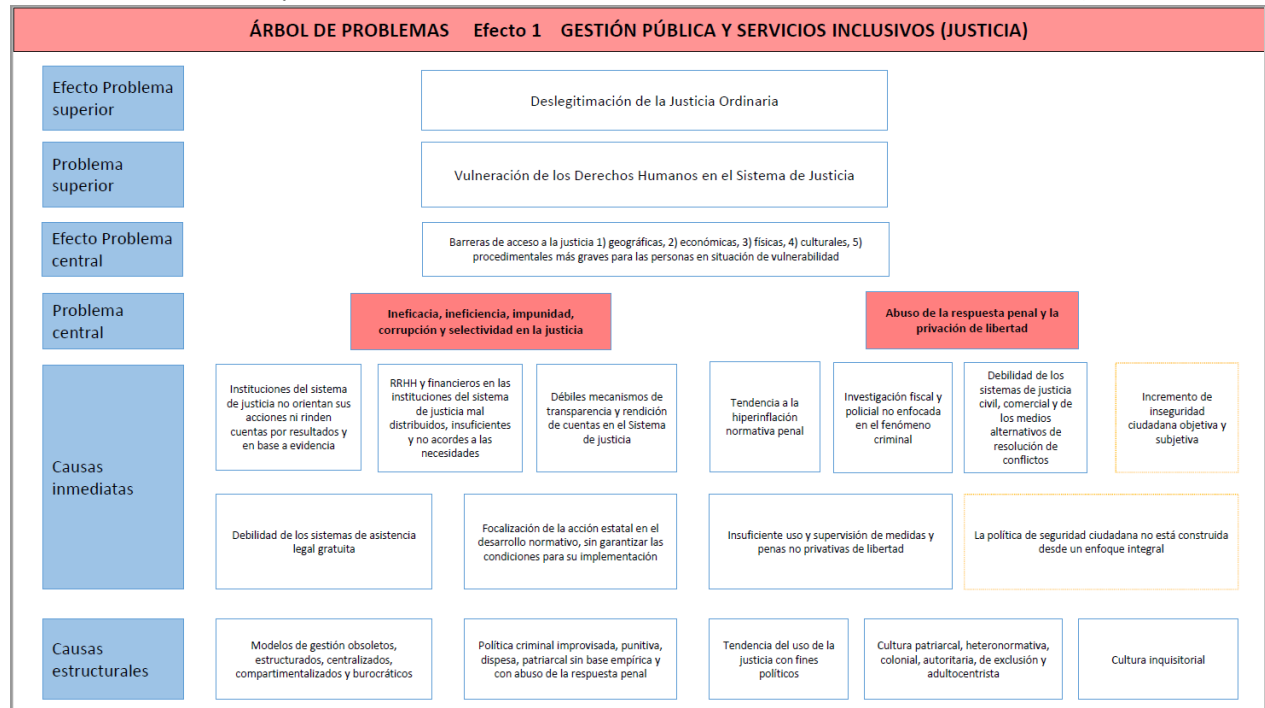 ÁRBOL DE PROBLEMAS Efecto 1 GESTIÓN PÚBLICA Y SERVICIOS INCLUSIVOS (JUSTICIA)
Efecto Problema
superior
Deslegitimación de la Justicia Ordinaria
Problema
superior
Vulneración de los Derechos Humanos en el Sistema de Justicia
Efecto Problema
central
Barreras de acceso a la justicia 1) geográficas, 2) económicas, 3) físicas, 4) culturales, 5)
procedimentales más graves para las personas en situación de vulnerabilidad
Problema
central
Ineficacia, ineficiencia, impunidad,
corrupción y selectividad en la justicia
Abuso de la respuesta penal y la
privación de libertad
Causas
inmediatas
Instituciones del sistema
de justicia no orientan sus
acciones ni rinden
cuentas por resultados y
en base a evidencia
RRHH y financieros en las
instituciones del sistema
de justicia mal
distribuidos, insuficientes
y no acordes a las
necesidades
Débiles mecanismos de
transparencia y rendición
de cuentas en el Sistema
de justicia
Tendencia a la
hiperinflación
normativa penal
Investigación fiscal y
policial no enfocada
en el fenómeno
criminal
Debilidad de los
sistemas de justicia
civil, comercial y de
los medios
alternativos de
resolución de
conflictos
Incremento de
inseguridad
ciudadana objetiva y
subjetiva
Debilidad de los sistemas de asistencia
legal gratuita
Focalización de la acción estatal en el
desarrollo normativo, sin garantizar las
condiciones para su implementación
Insuficiente uso y supervisión de medidas y
penas no privativas de libertad
La política de seguridad ciudadana no está construida
desde un enfoque integral
Causas
estructurales
Modelos de gestión obsoletos,
estructurados, centralizados,
compartimentalizados y burocráticos
Política criminal improvisada, punitiva,
dispesa, patriarcal sin base empírica y
con abuso de la respuesta penal
Tendencia del uso de la
justicia con fines
políticos
Cultura patriarcal, heteronormativa,
colonial, autoritaria, de exclusión y
adultocentrista
Cultura inquisitorial